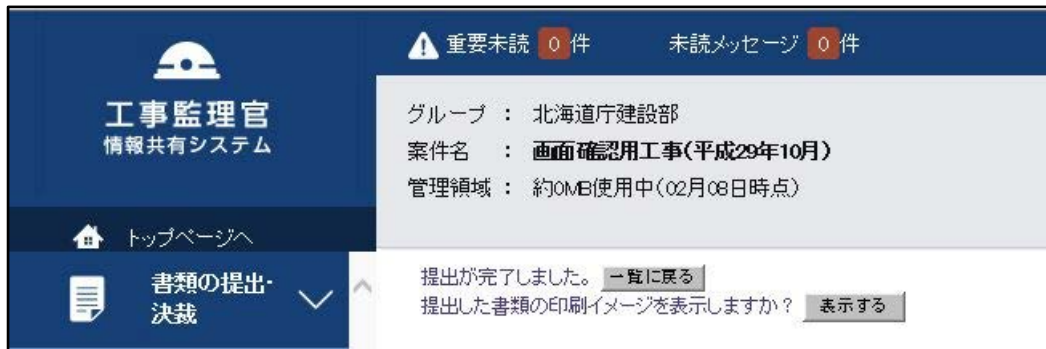 工事監理官
情報共有システム
トップページへ
書類の提出・
決裁
重要未読 0 件 未読メッセージ 0 件
グループ : 北海道庁建設部
案件名 : 画面確認用工事(平成29年10月)
管理領域 : 約0MB使用中(02月08日時点)
提出が完了しました。 一覧に戻る
提出した書類の印刷イメージを表示しますか? 表示する